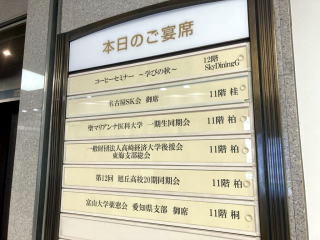 本日のご宴席
コーヒーセミナー ～学びの秋～ 12階
SkyDiningG
名古屋SK会 御席 11階 桂
聖マリアンナ医科大学 一期生同期会 11階 柏
一般財団法人高崎経済大学後援会
東海支部総会 11階 柏
第12回 旭丘高校20期同期会 11階 柏
富山大学薬窓会 愛知県支部 御席 11階 桐